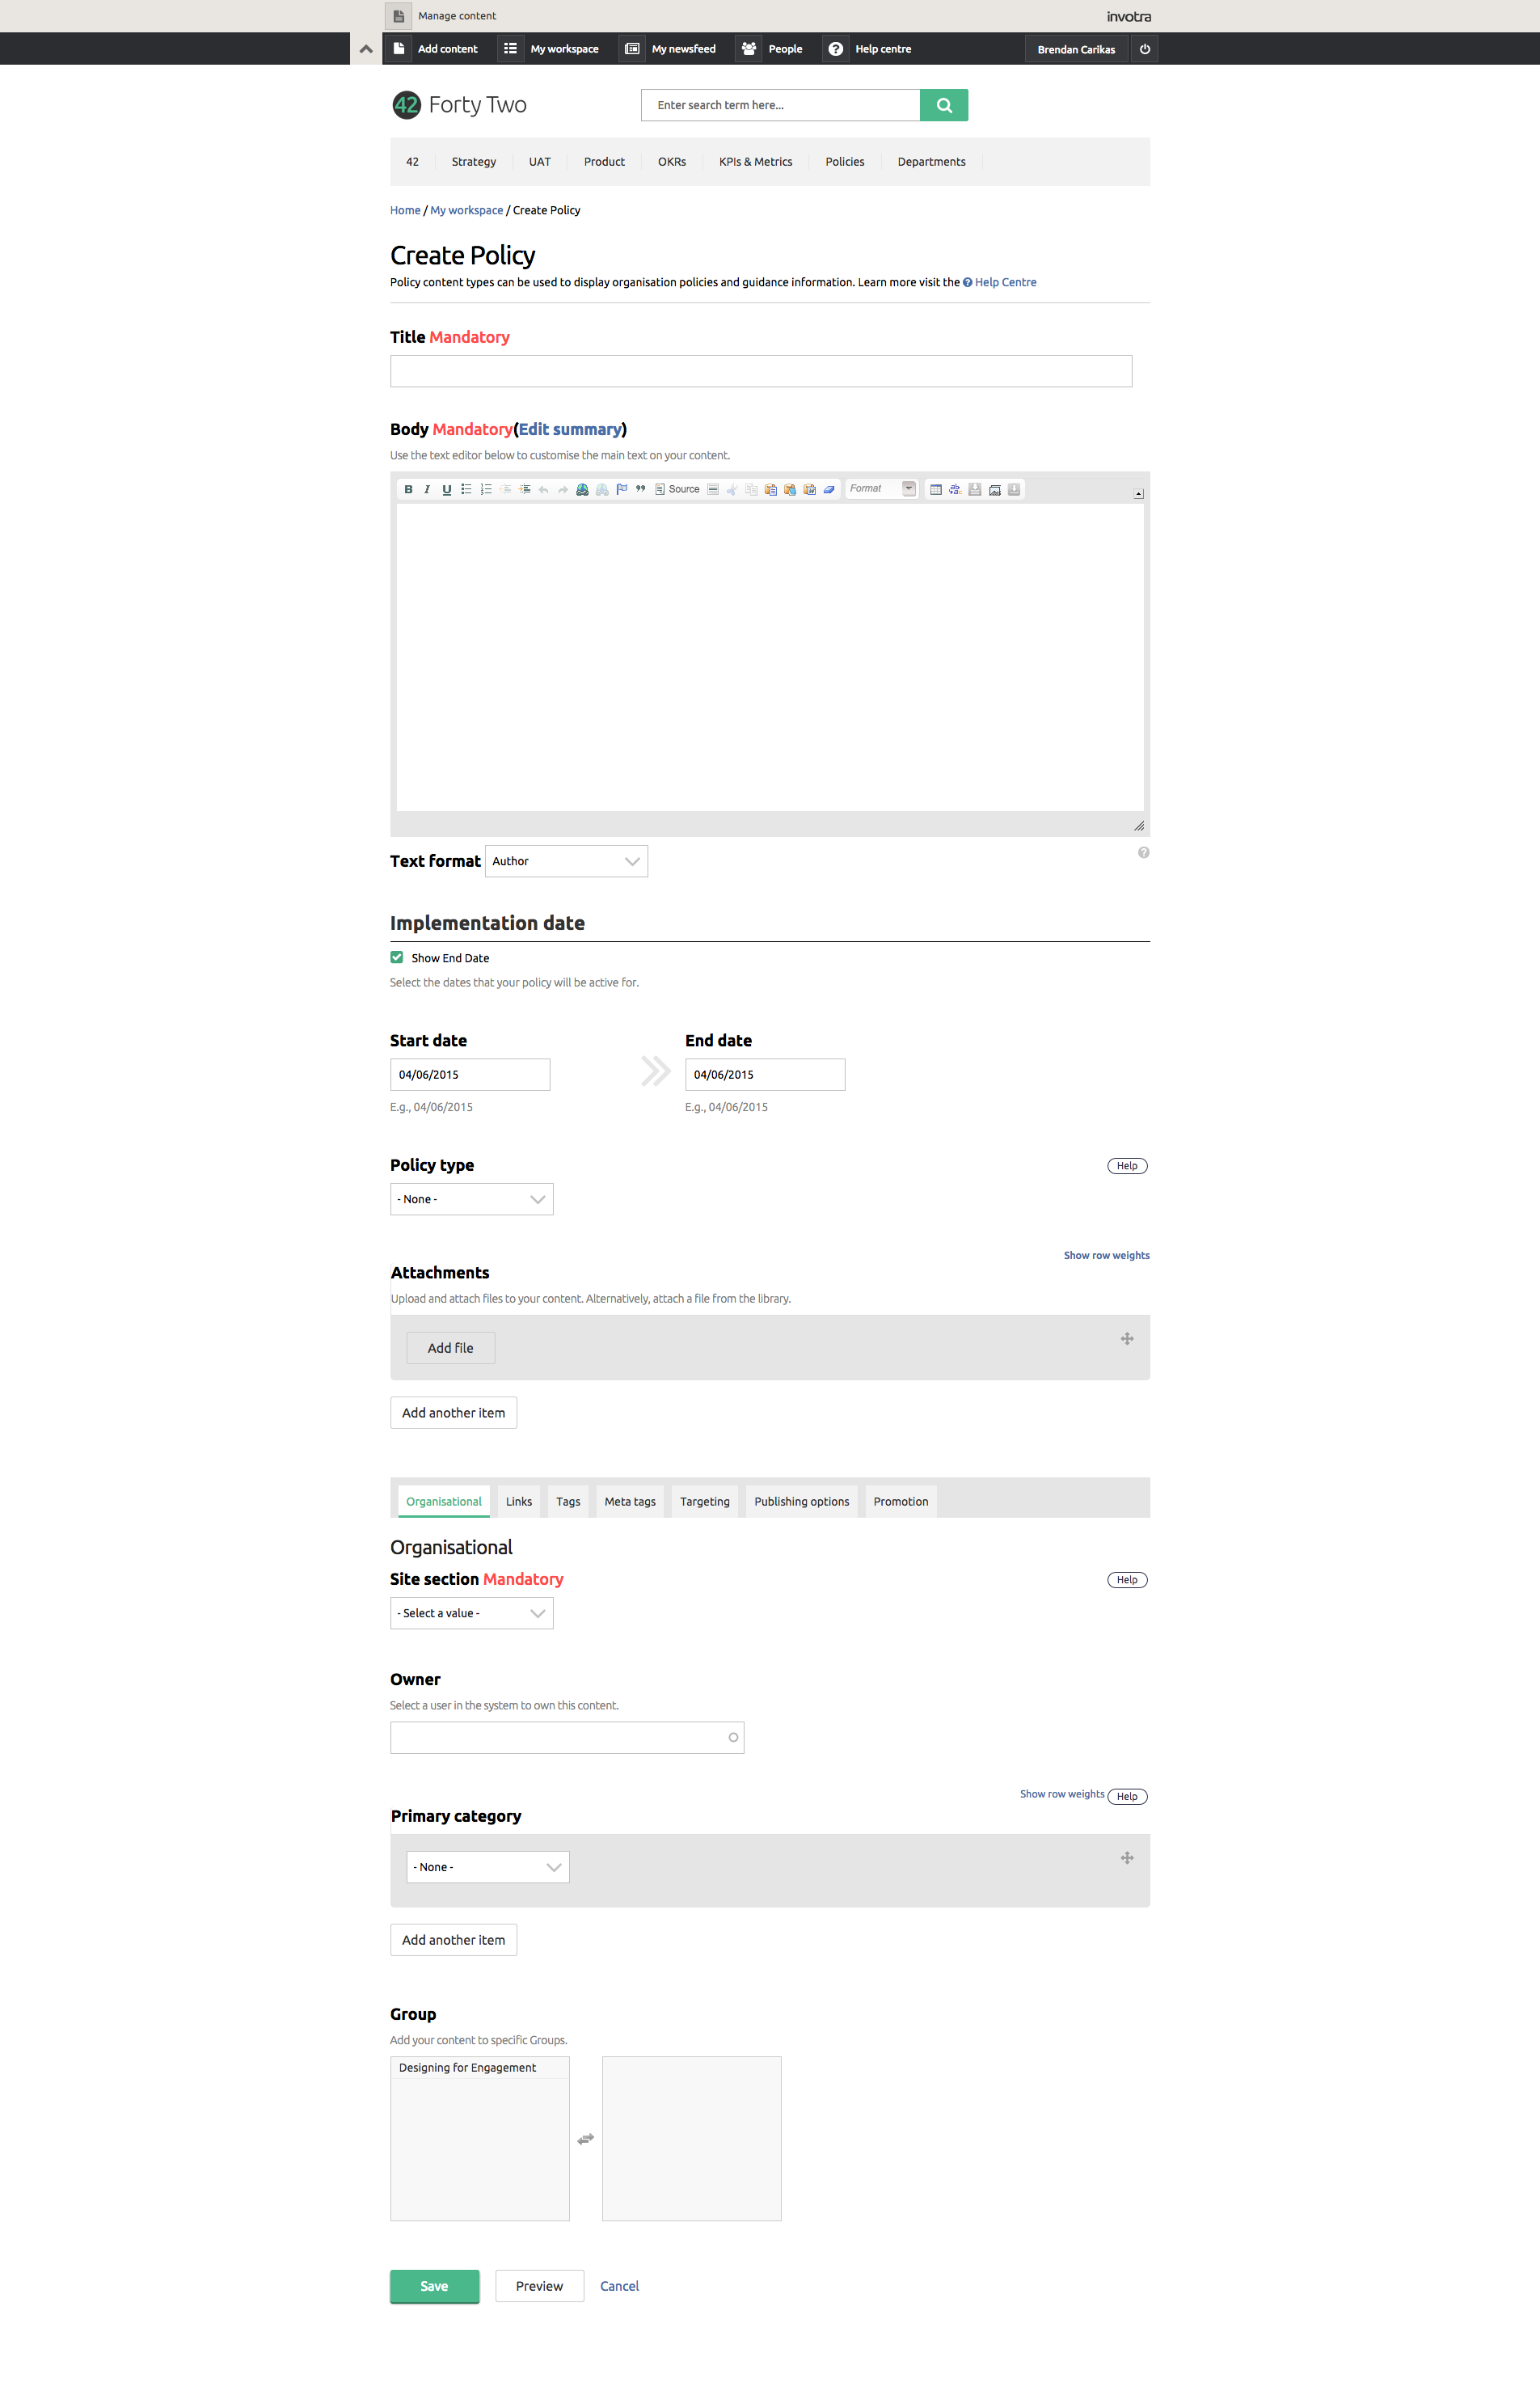 Manage content
invotra
Add content
My workspace
My newsfeed
People
Help centre
Brendan Carikas
42 Forty Two
Enter search term here...
42
Strategy
UAT
Product
OKRs
KPIs & Metrics
Policies
Departments
Home / My workspace / Create Policy
Create Policy
Policy content types can be used to display organisation policies and guidance information. Learn more visit the Help Centre
Title Mandatory
Body Mandatory(Edit summary)
Use the text editor below to customise the main text on your content.
B I U Source Format
Text format Author
Implementation date
Show End Date
Select the dates that your policy will be active for.
Start date
End date
04/06/2015
04/06/2015
E.g., 04/06/2015
E.g., 04/06/2015
Policy type
Help
- None -
Show row weights
Attachments
Upload and attach files to your content. Alternatively, attach a file from the library.
Add file
Add another item
Organisational
Links
Tags
Meta tags
Targeting
Publishing options
Promotion
Organisational
Site section Mandatory
Help
- Select a value -
Owner
Select a user in the system to own this content.
Show row weights
Help
Primary category
- None -
Add another item
Group
Add your content to specific Groups.
Designing for Engagement
Save
Preview
Cancel